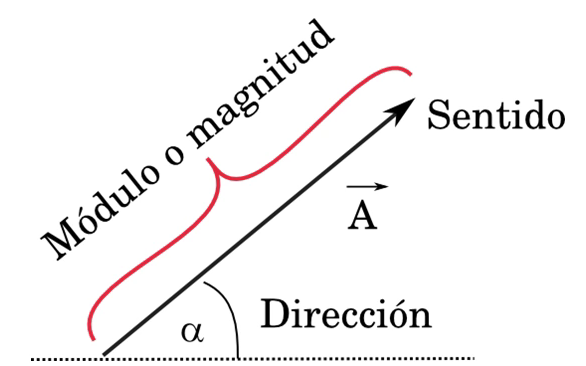 Módulo o magnitud
Sentido
A
Dirección
α